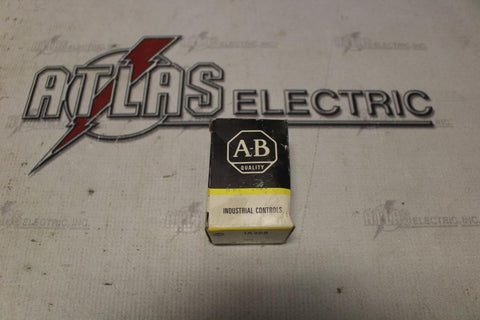 ATLAS ELECTRIC
A-B
QUALITY
INDUSTRIAL CONTROLS